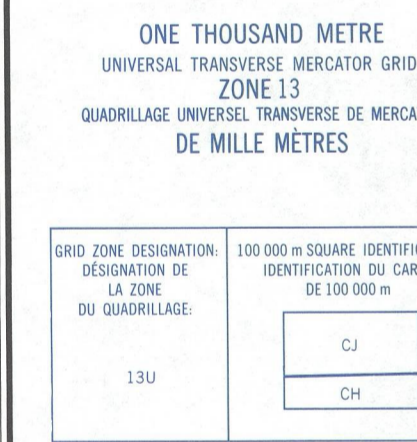 ONE THOUSAND METRE
UNIVERSAL TRANSVERSE MERCATOR GRID
ZONE 13
QUADRILLAGE UNIVERSEL TRANSVERSE DE MERCA
DE MILLE MÈTRES
GRID ZONE DESIGNATION:
DÉSIGNATION DE
LA ZONE
DU QUADRILLAGE:
13U
100 000 m SQUARE IDENTIFI
IDENTIFICATION DU CAR
DE 100 000 m
CJ
CH